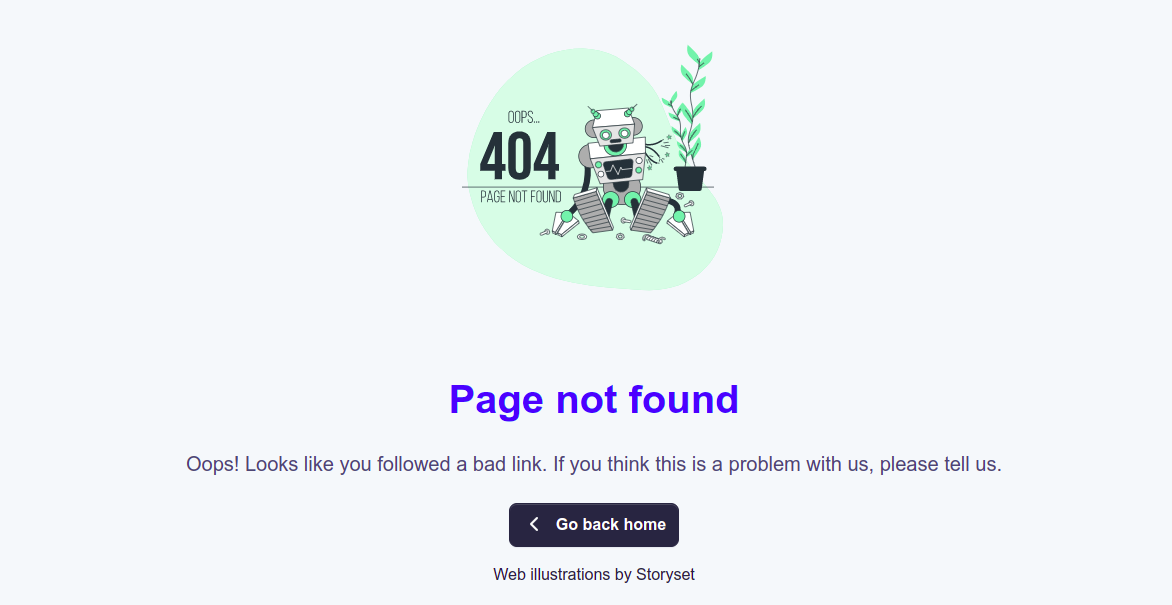 OOPS...
404
PAGE NOT FOUND
Page not found
Oops! Looks like you followed a bad link. If you think this is a problem with us, please tell us.
Go back home
Web illustrations by Storyset